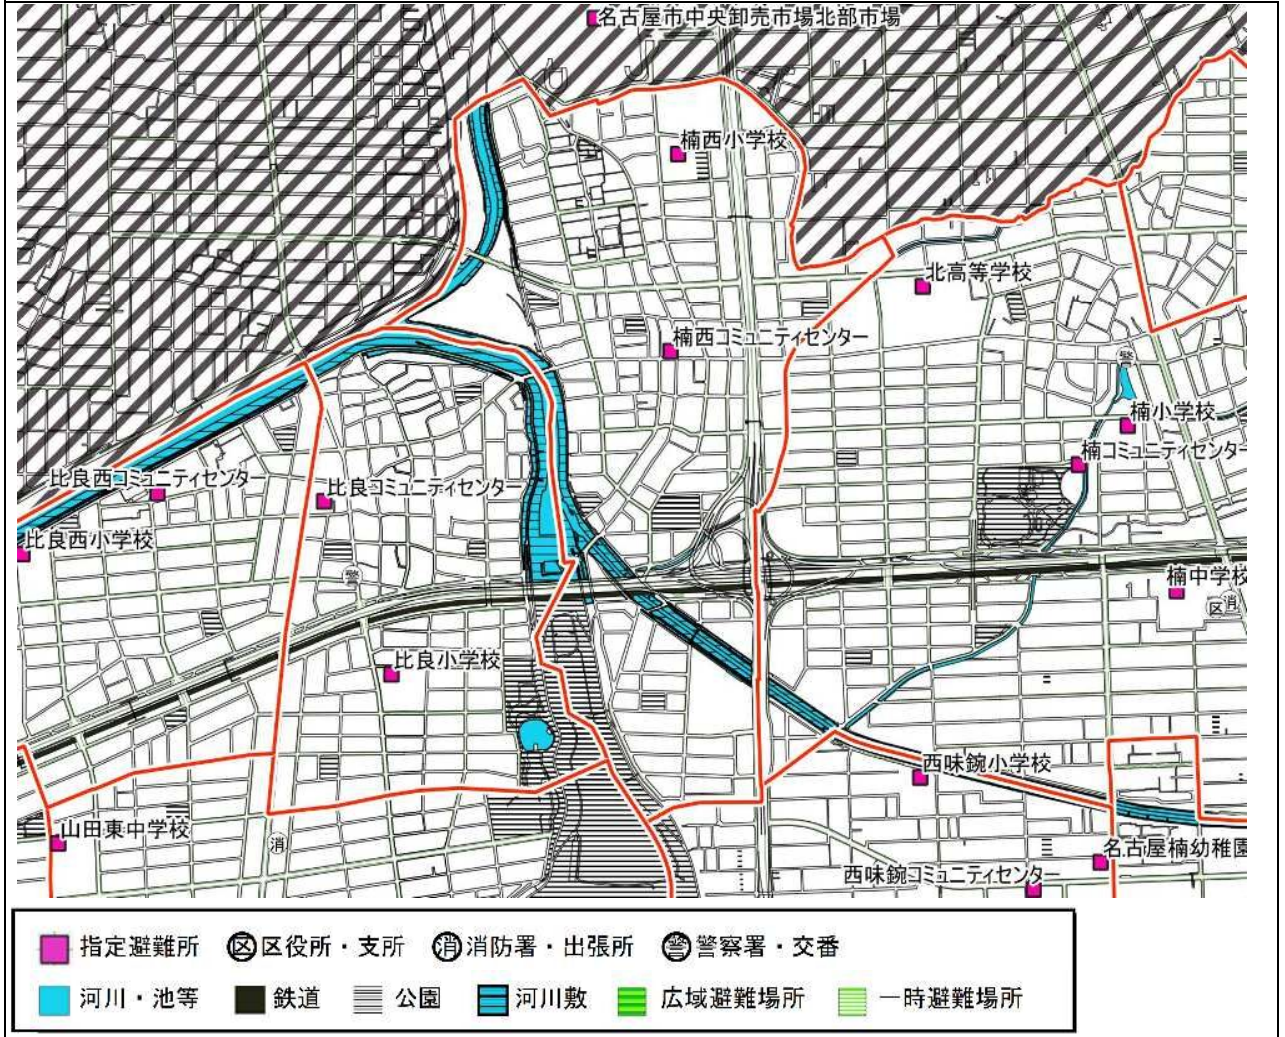 名古屋市中央卸売市場北部市場
楠西小学校
北高等学校
楠西コミュニティセンター
警
楠小学校
楠コミュニティセンター
比良西コミュニティセンター
比良コミュニティセンター
比良西小学校
警
楠中学校
区
消
比良小学校
西味鋺小学校
山田東中学校
消
名古屋楠幼稚園
西味鋺コミュニティセンター
指定避難所 区 区役所・支所 消 消防署・出張所 警 警察署・交番
河川・池等 鉄道 公園 河川敷 広域避難場所 一時避難場所